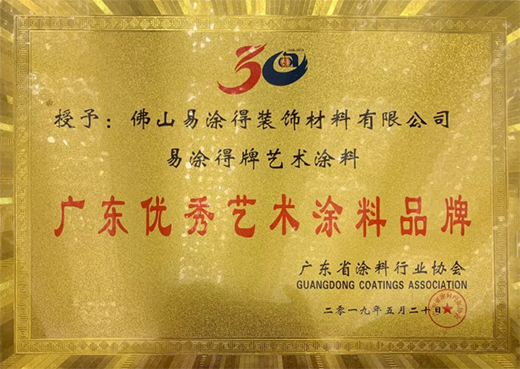 30
授予：佛山易涂得装饰材料有限公司
易涂得牌艺术涂料
广东优秀艺术涂料品牌
广东省涂料行业协会
GUANGDONG COATINGS ASSOCIATION
二零一九年五月二十日